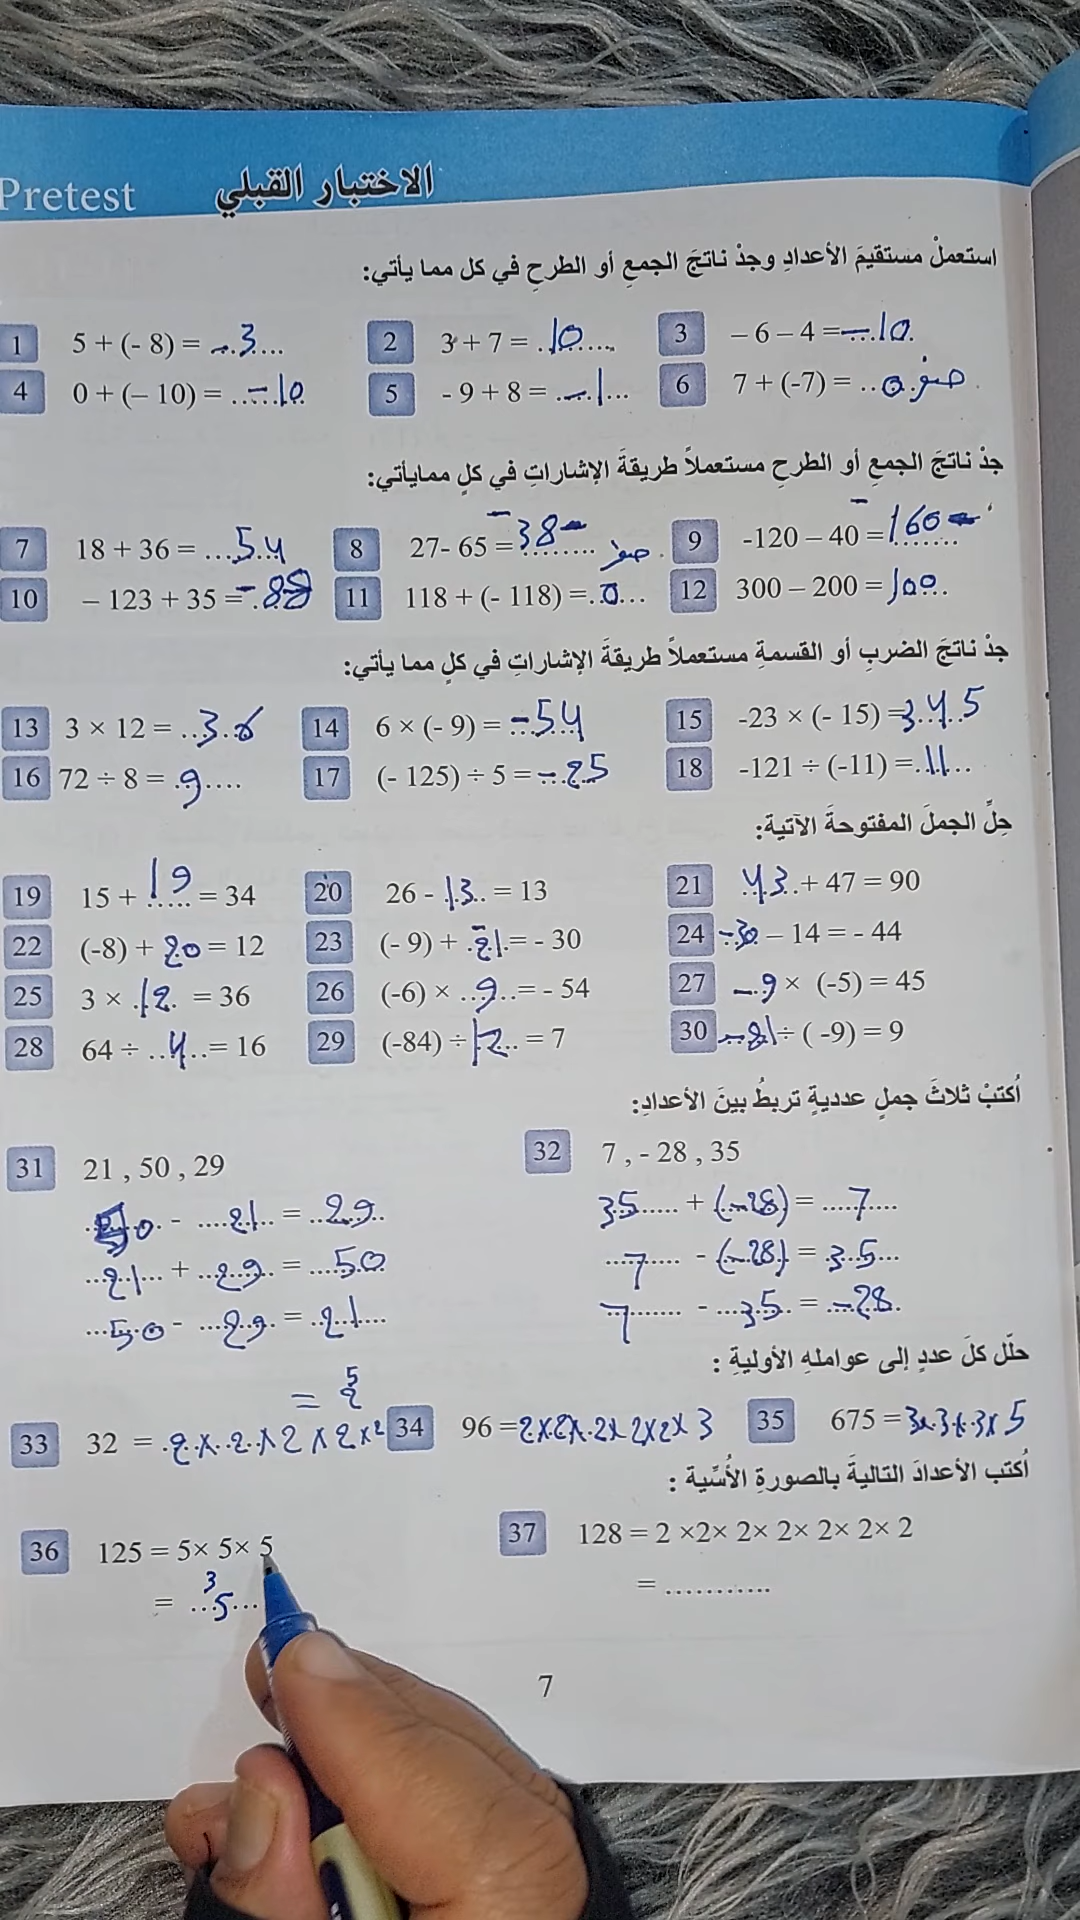 Pretest الاختبار القبلي
استعملْ مستقيمَ الأعدادِ وجدْ ناتجَ الجمعِ أو الطرحِ في كل مما يأتي:
1 5 + (- 8) = -3 2 3 + 7 = 10 3 – 6 – 4 = -10
4 0 + (– 10) = -10 5 - 9 + 8 = -1 6 7 + (-7) = 0 صفر
جدْ ناتجَ الجمعِ أو الطرحِ مستعملاً طريقةَ الإشاراتِ في كلٍ ممايأتي:
7 18 + 36 = 54 8 27- 65 = -38 9 -120 – 40 = -160
10 – 123 + 35 = -88 11 118 + (- 118) = 0 صفر 12 300 – 200 = 100
جدْ ناتجَ الضربِ أو القسمةِ مستعملاً طريقةَ الإشاراتِ في كلٍ مما يأتي:
13 3 × 12 = 36 14 6 × (- 9) = -54 15 -23 × (- 15) = 345
16 72 ÷ 8 = 9 17 (- 125) ÷ 5 = -25 18 -121 ÷ (-11) = 11
حِلِّ الجملَ المفتوحةَ الآتية:
19 15 + 19 = 34 20 26 - 13 = 13 21 43 + 47 = 90
22 (-8) + 20 = 12 23 (- 9) + -21 = - 30 24 -30 – 14 = - 44
25 3 × 12 = 36 26 (-6) × 9 = - 54 27 -9 × (-5) = 45
28 64 ÷ 4 = 16 29 (-84) ÷ 12 = 7 30 -81 ÷ ( -9) = 9
أُكتبْ ثلاثَ جملٍ عدديةٍ تربطُ بينَ الأعدادِ:
31 21 , 50 , 29 32 7 , - 28 , 35
50 - 21 = 29 35 + (-28) = 7
21 + 29 = 50 7 - (-28) = 35
50 - 29 = 21 7 - 35 = -28
حلّل كلَ عددٍ إلى عواملهِ الأوليةِ :
= 2⁵
33 32 = 2 × 2 × 2 × 2 × 2 34 96 = 2×2×2×2×2×3 35 675 = 3×3×3×5
أُكتب الأعدادَ التاليةَ بالصورةِ الأُسّية :
36 125 = 5× 5× 5 37 128 = 2 ×2× 2× 2× 2× 2× 2
= 5³ = ...........
7